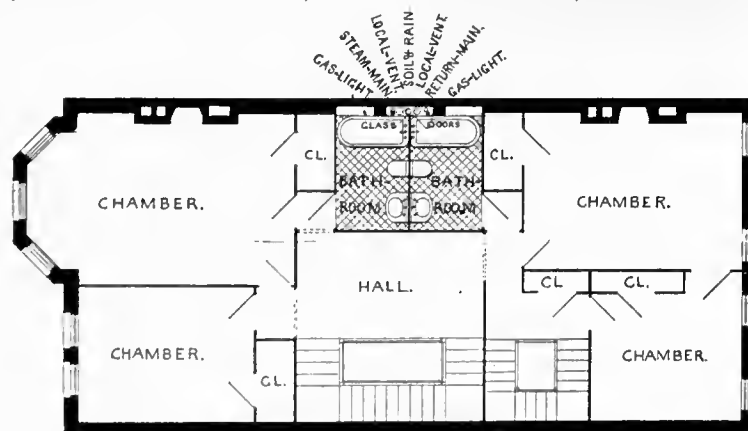 GAS-LIGHT.
STEAM-MAIN.
LOCAL-VENT.
SOIL & RAIN
LOCAL-VENT.
RETURN-MAIN.
GAS-LIGHT.
GLASS DOORS
CL.
CL.
BATH- BATH-
ROOM ROOM
CHAMBER.
CHAMBER.
HALL.
CL.
CL.
CHAMBER.
CHAMBER.
CL.